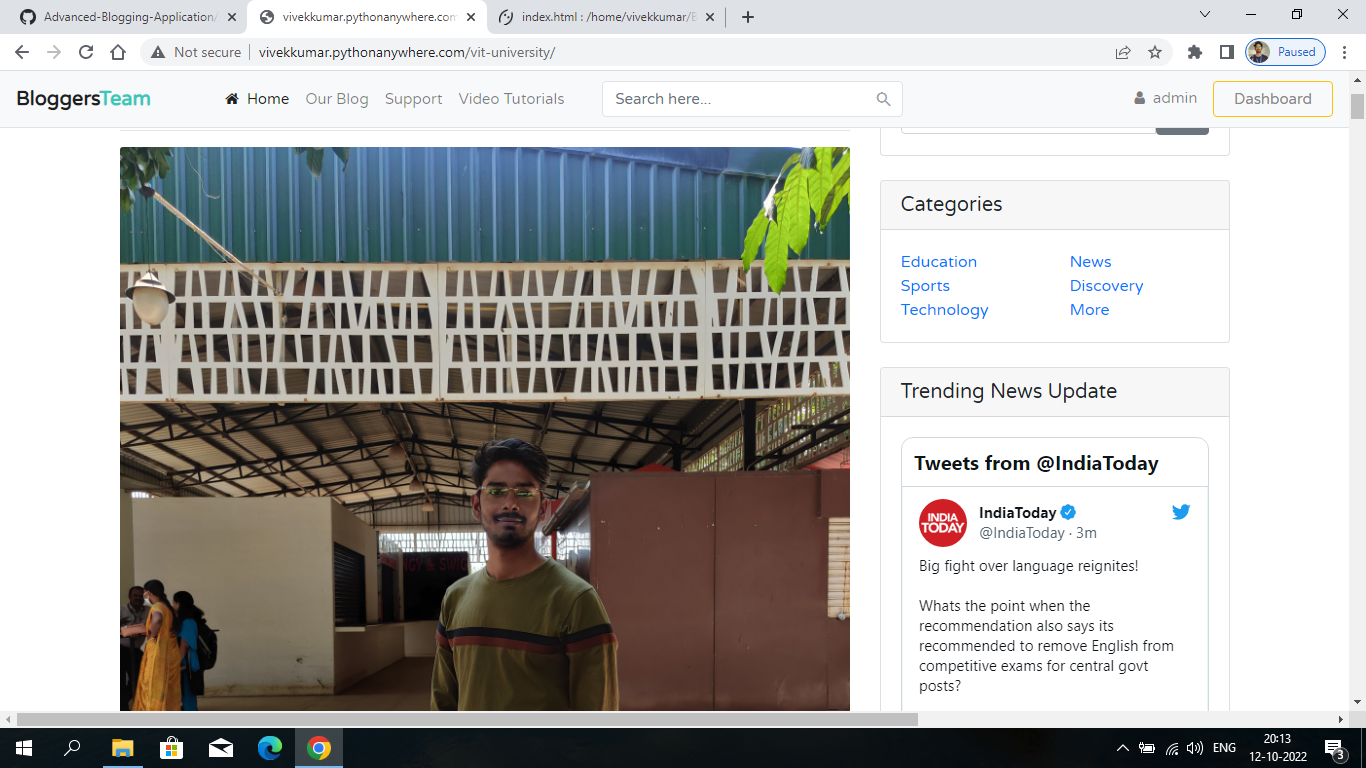 Advanced-Blogging-Application/
vivekkumar.pythonanywhere.com
index.html : /home/vivekkumar/B
Not secure
vivekkumar.pythonanywhere.com/vit-university/
Paused
BloggersTeam
Home
Our Blog
Support
Video Tutorials
Search here...
admin
Dashboard
Categories
Education
News
Sports
Discovery
Technology
More
Trending News Update
Tweets from @IndiaToday
INDIA
TODAY
IndiaToday
@IndiaToday · 3m
Big fight over language reignites!
Whats the point when the
recommendation also says its
recommended to remove English from
competitive exams for central govt
posts?
ENG
20:13
12-10-2022
3